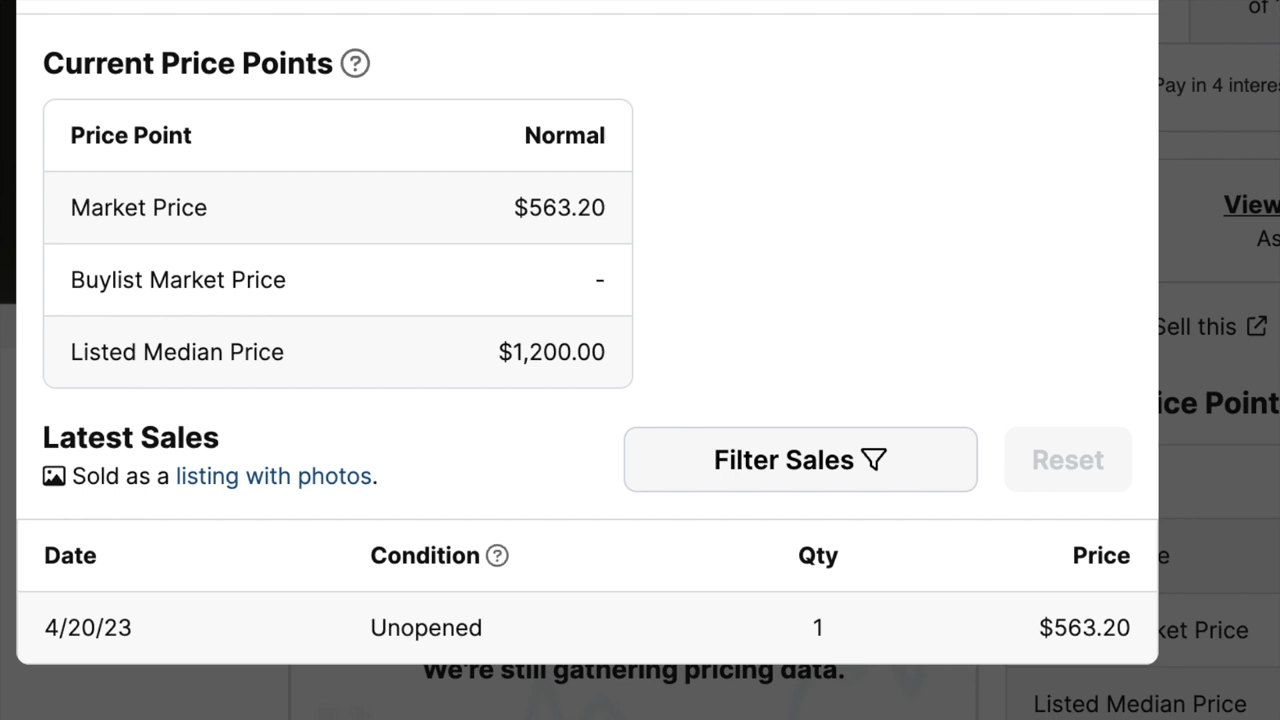 of
Current Price Points ?
Pay in 4 intere
Price Point Normal
Market Price $563.20
View
As
Buylist Market Price -
Sell this
Listed Median Price $1,200.00
ice Point
Latest Sales
Sold as a listing with photos.
Filter Sales
Reset
Date Condition ? Qty Price
e
4/20/23 Unopened 1 $563.20
ket Price
We're still gathering pricing data.
Listed Median Price